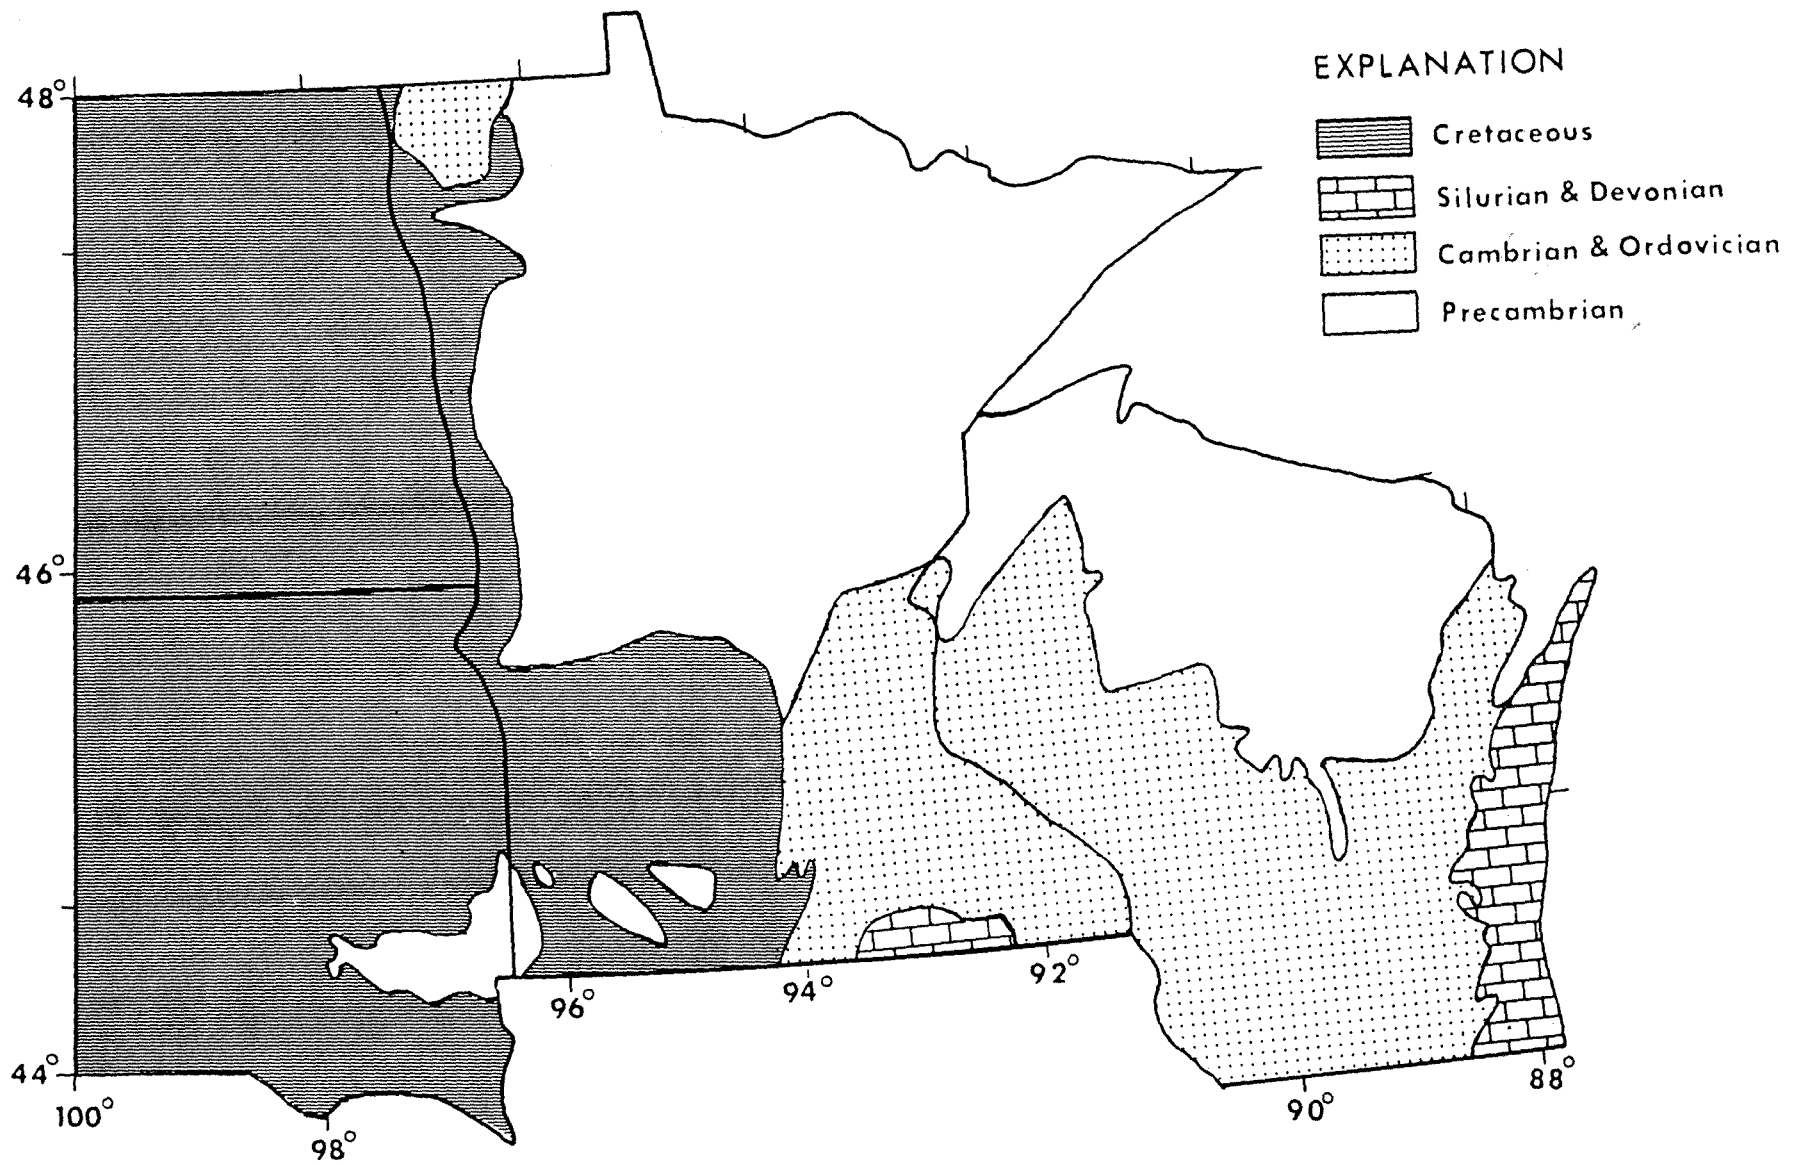 EXPLANATION
Cretaceous
Silurian & Devonian
Cambrian & Ordovician
Precambrian
48°
46°
44°
100°
98°
96°
94°
92°
90°
88°